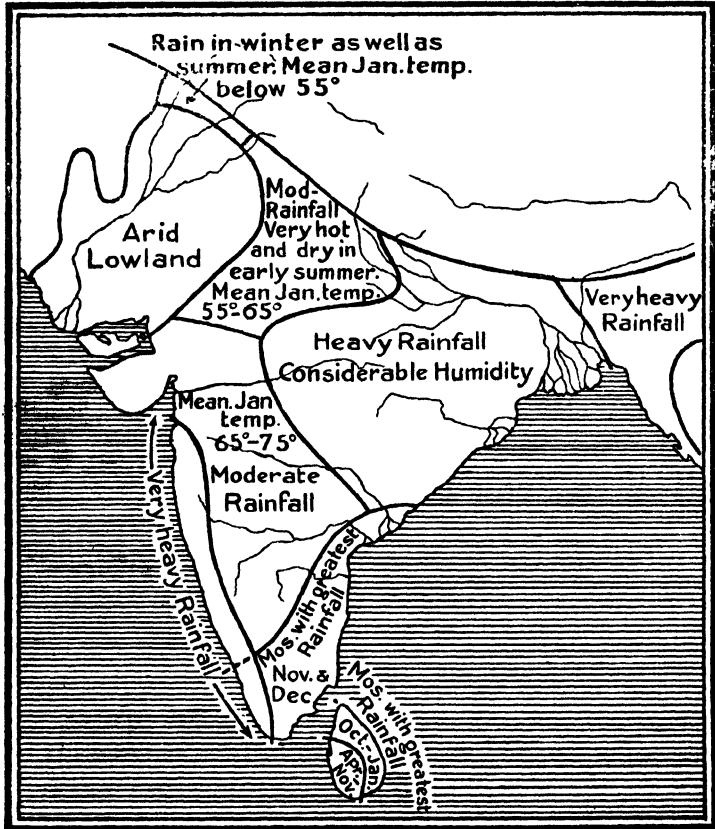 Rain in winter as well as
summer. Mean Jan. temp.
below 55°
Mod-
Rainfall
Very hot
and dry in
early summer.
Mean Jan. temp.
55°-65°
Arid
Lowland
Very heavy
Rainfall
Heavy Rainfall
Considerable Humidity
Mean. Jan
temp.
65°-75°
Moderate
Rainfall
Very heavy Rainfall
Mos. with greatest
Rainfall
Nov. &
Dec
Mos. with greatest
Rainfall
Oct.-Jan.
Apr.,
Nov.